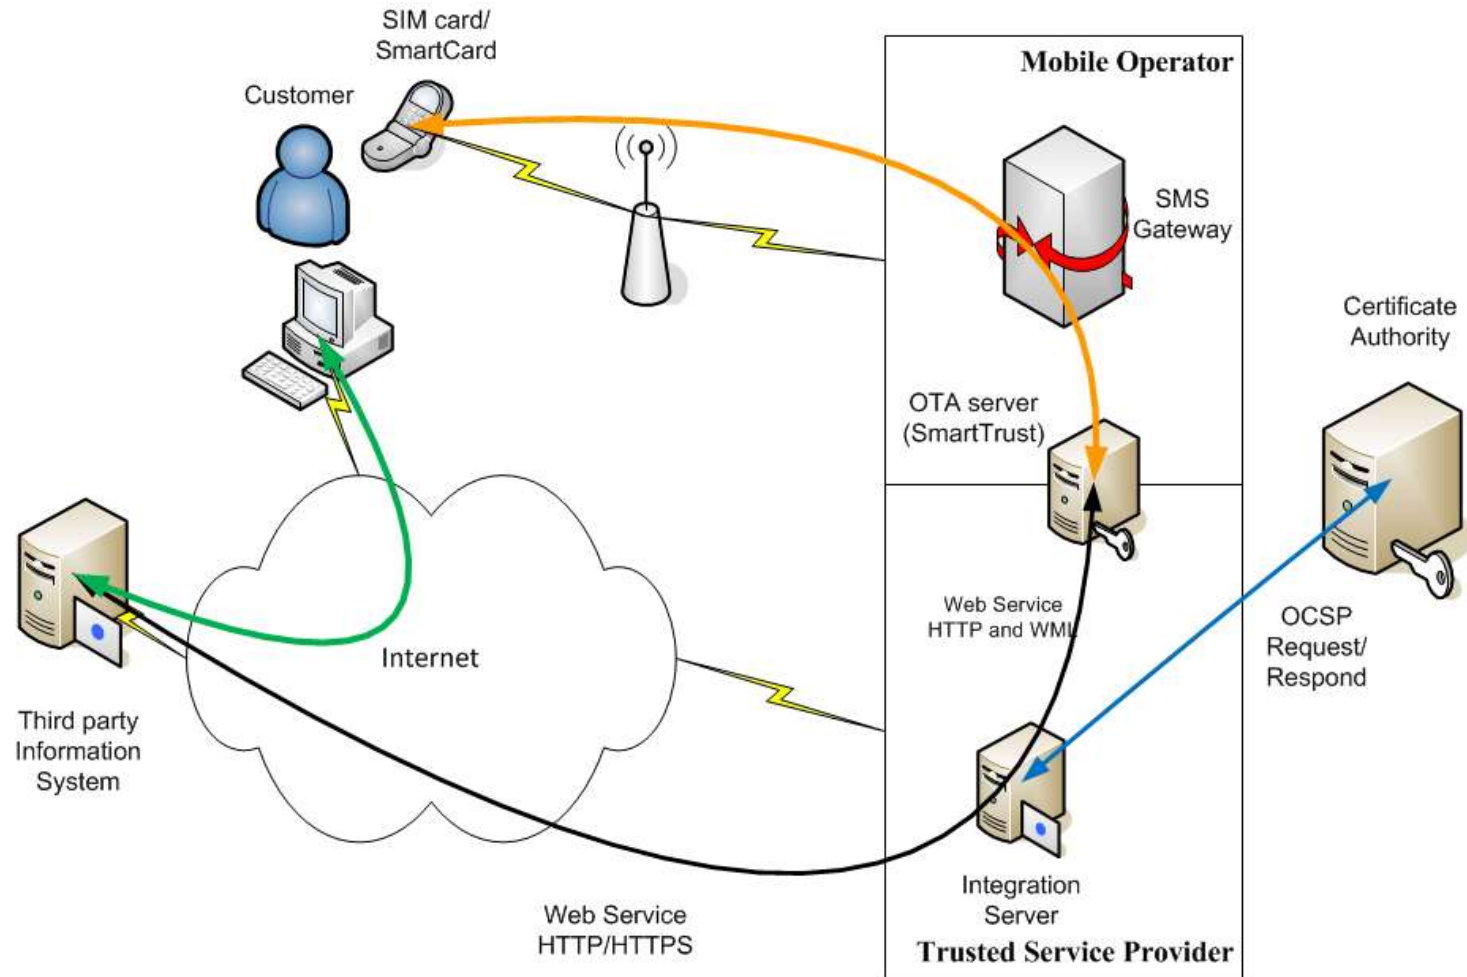 SIM card/
SmartCard
Customer
Mobile Operator
SMS
Gateway
Certificate
Authority
OTA server
(SmartTrust)
Web Service
HTTP and WML
OCSP
Request/
Respond
Internet
Third party
Information
System
Integration
Server
Web Service
HTTP/HTTPS
Trusted Service Provider